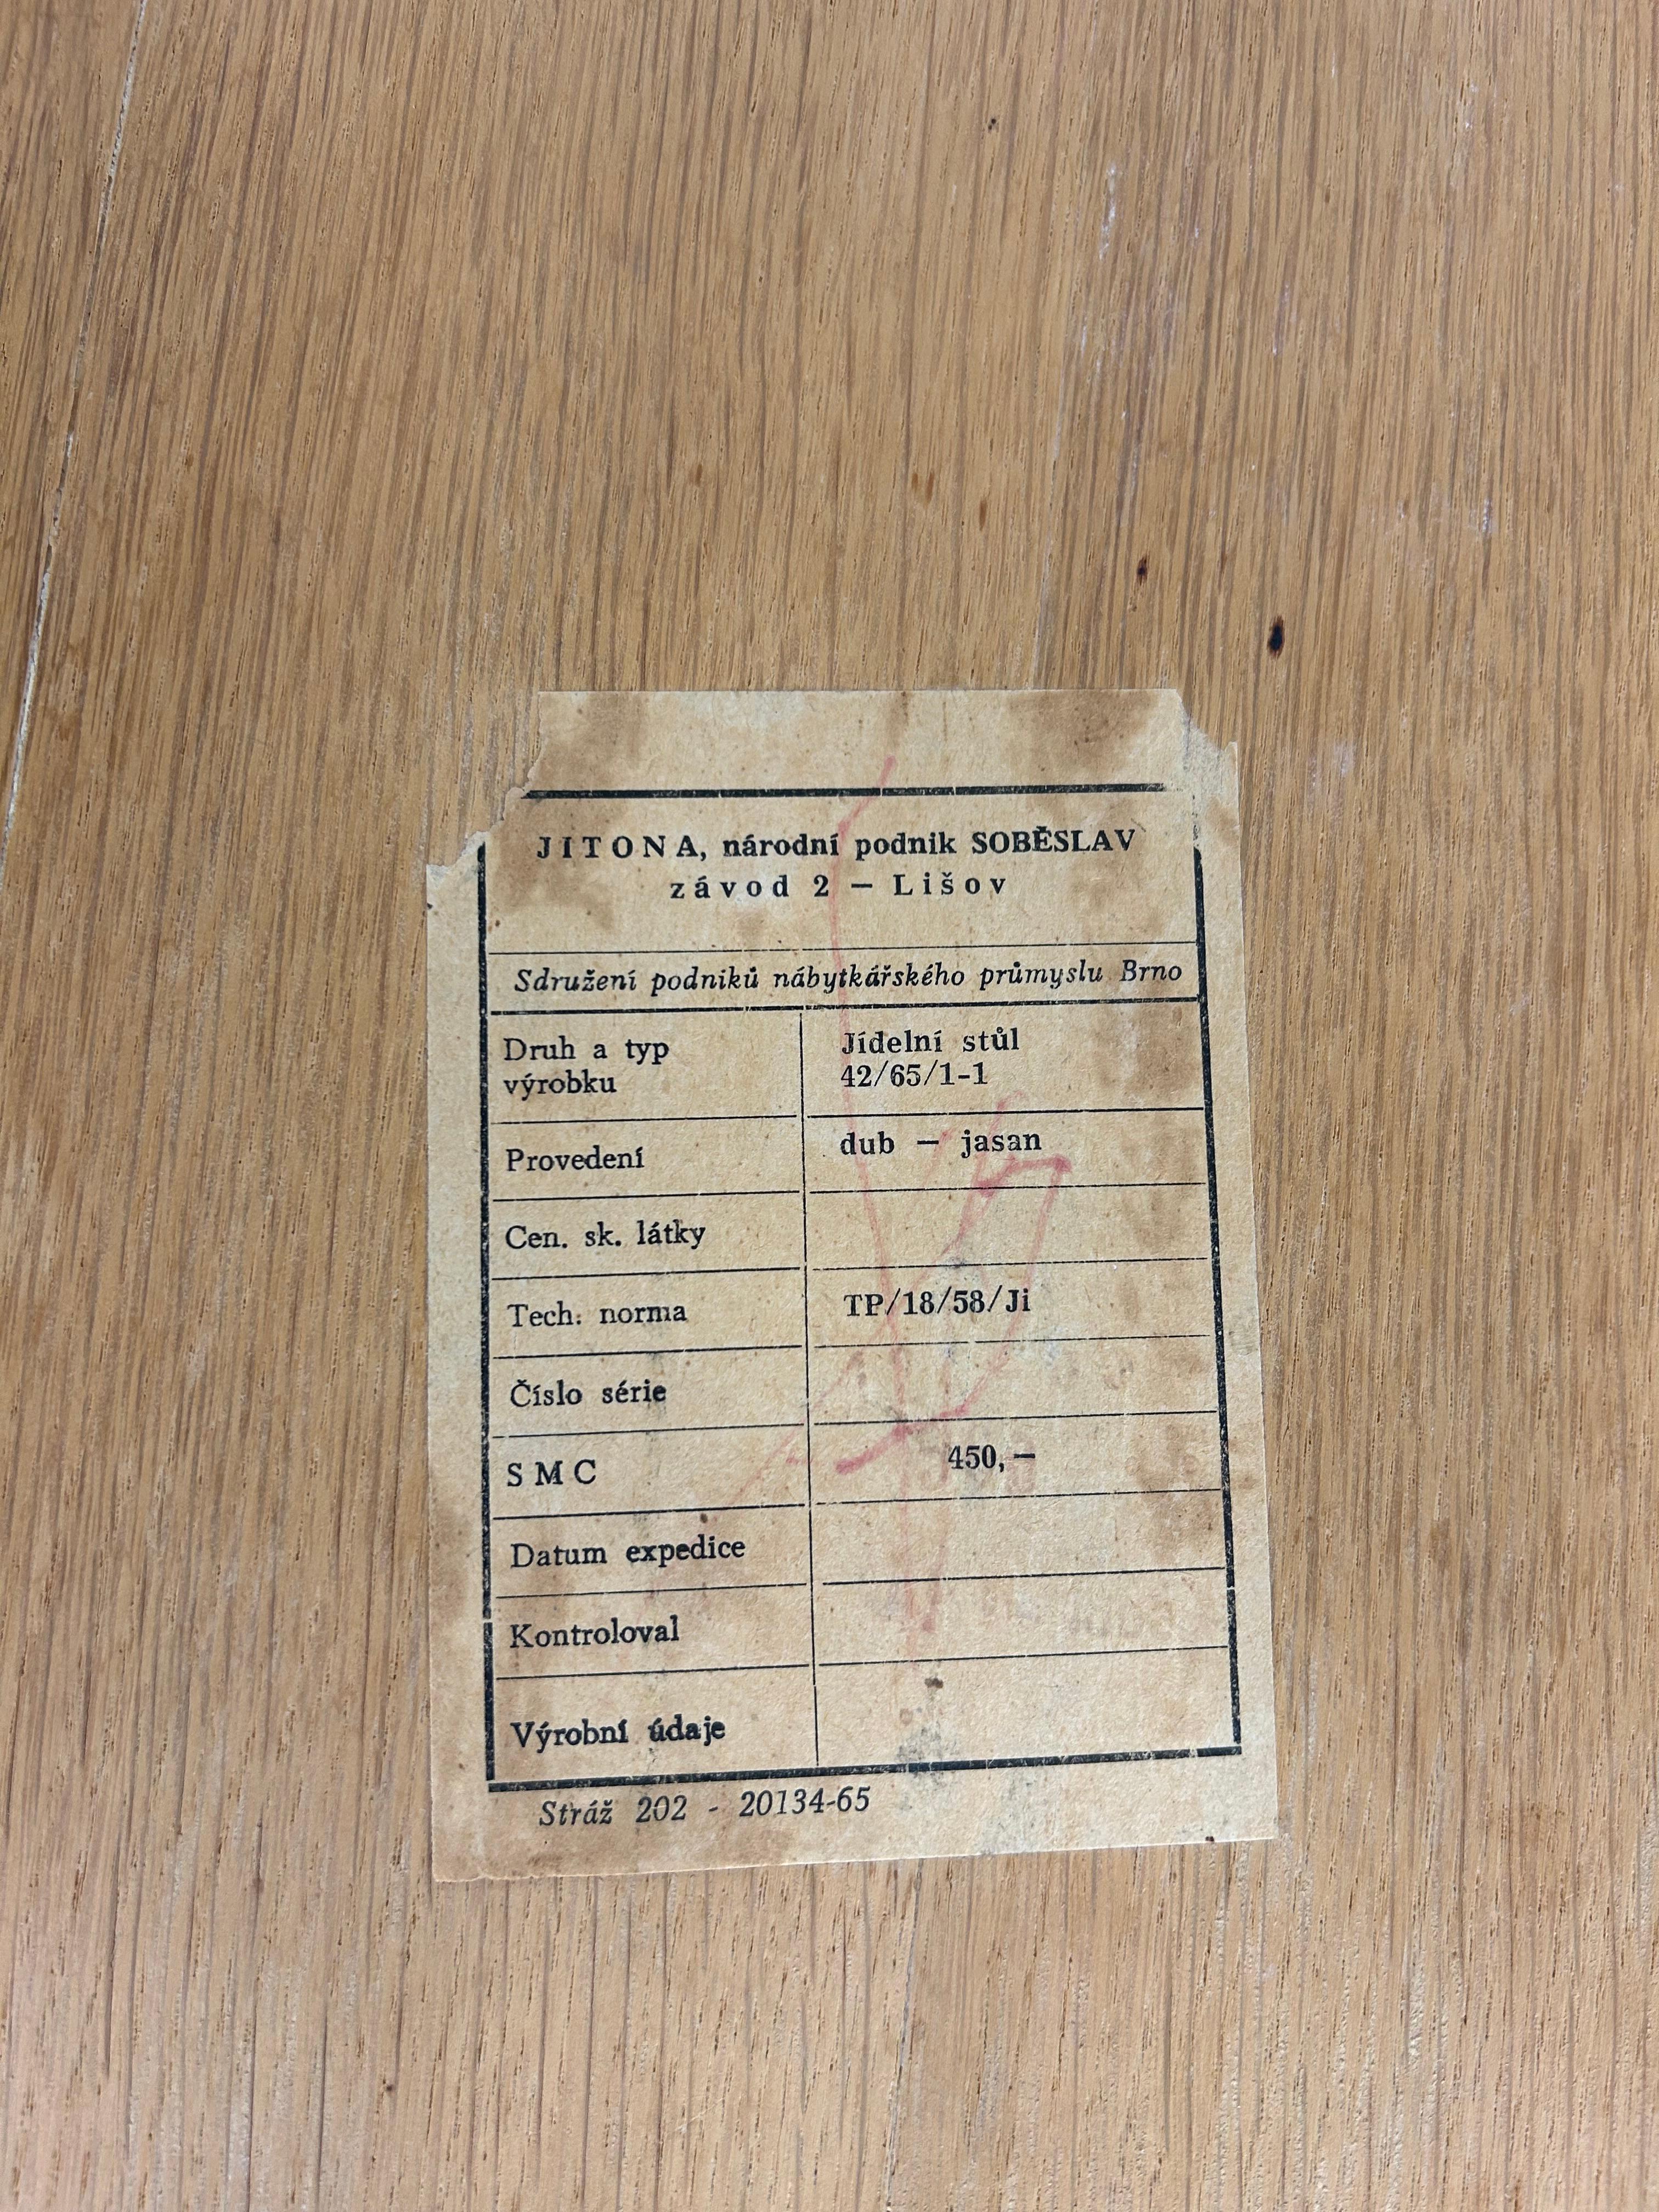 JITONA, národní podnik SOBĚSLAV
závod 2 — Lišov
Sdružení podniků nábytkářského průmyslu Brno
Druh a typ výrobku
Jídelní stůl
42/65/1-1
Provedení
dub — jasan
Cen. sk. látky
Tech. norma
TP/18/58/Ji
Číslo série
SMC
450,—
Datum expedice
Kontroloval
Výrobní údaje
Stráž 202 - 20134-65